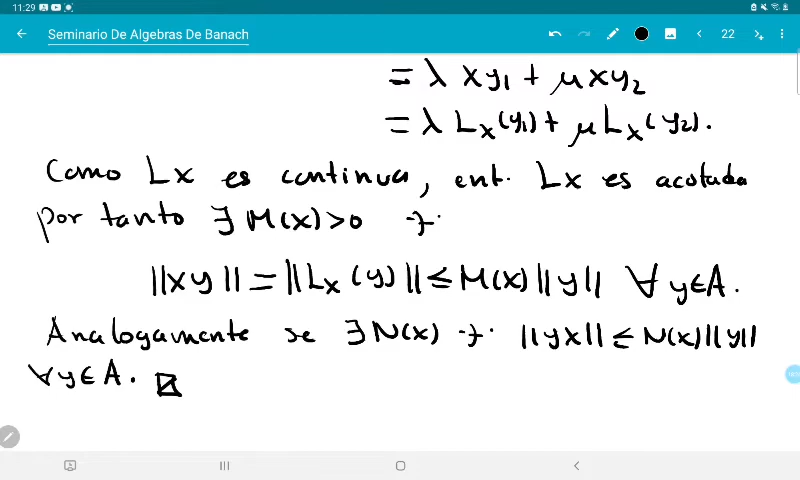 11:29
Seminario De Algebras De Banach
22
= λ xy₁ + μ xy₂
= λ Lx(y₁) + μ Lx(y₂).
Como Lx es continua, ent. Lx es acotada
por tanto ∃ M(x)>0 +.
||xy|| = ||Lx(y)|| ≤ M(x)||y|| ∀ y∈A.
Analogamente se ∃ N(x) +. ||yx|| ≤ N(x)||y||
∀ y∈A. ⍁